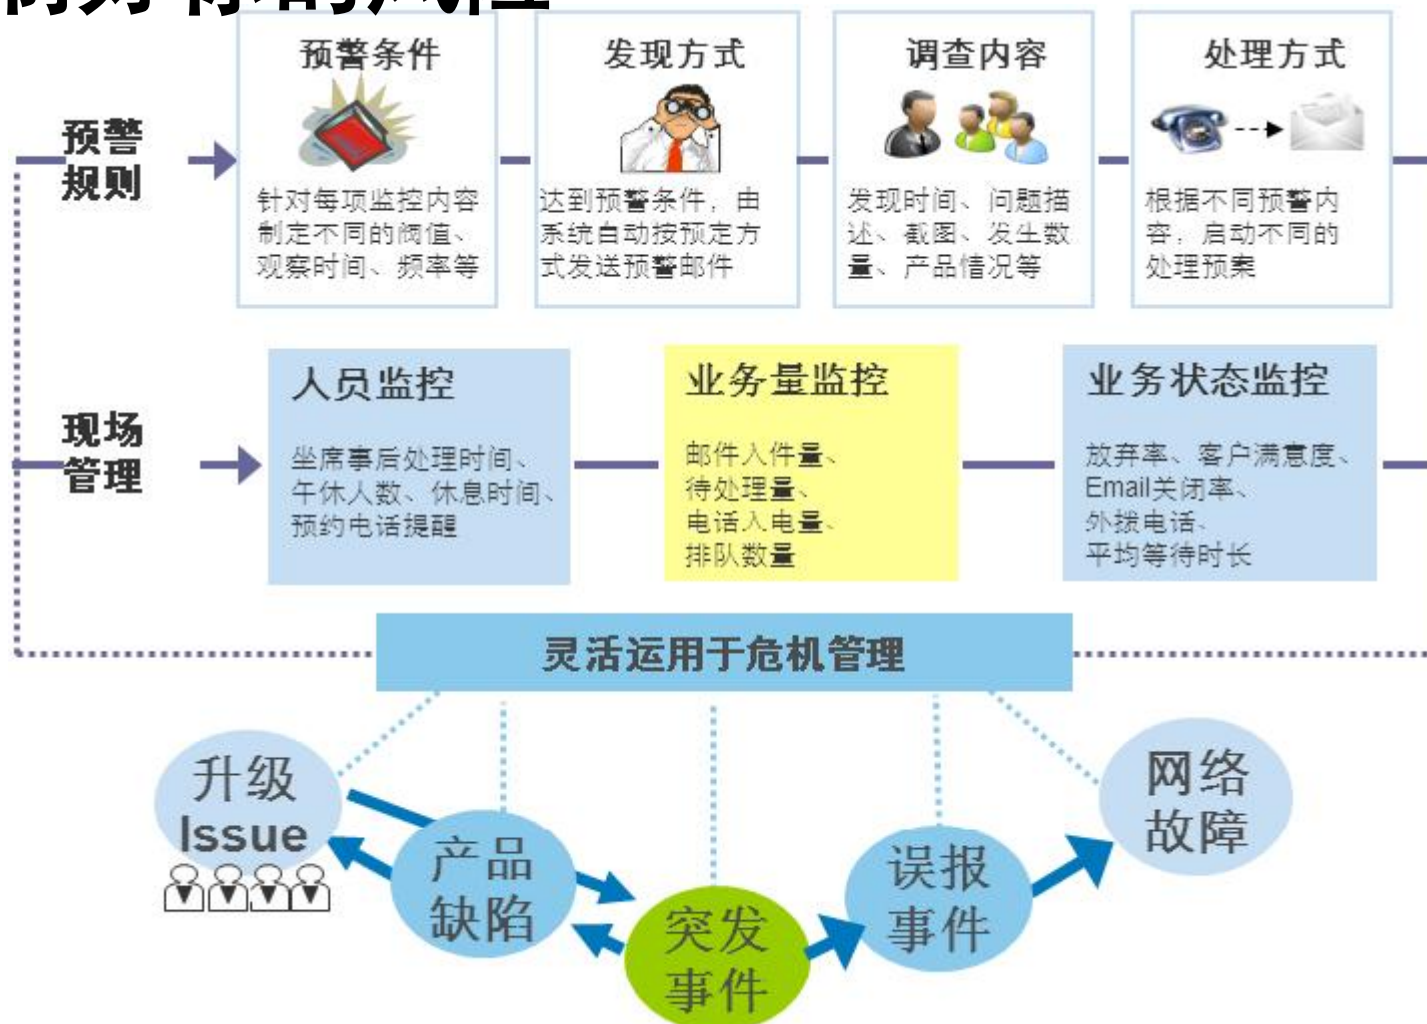 预警条件
发现方式
调查内容
处理方式
预警
规则
针对每项监控内容
制定不同的阀值、
观察时间、频率等
达到预警条件，由
系统自动按预定方
式发送预警邮件
发现时间、问题描
述、截图、发生数
量、产品情况等
根据不同预警内
容，启动不同的
处理预案
现场
管理
人员监控
坐席事后处理时间、
午休人数、休息时间、
预约电话提醒
业务量监控
邮件入件量、
待处理量、
电话入电量、
排队数量
业务状态监控
放弃率、客户满意度、
Email关闭率、
外拨电话、
平均等待时长
灵活运用于危机管理
升级
Issue
产品
缺陷
突发
事件
误报
事件
网络
故障